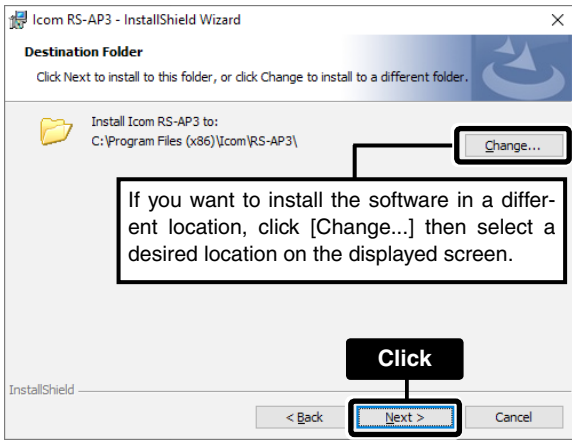 Icom RS-AP3 - InstallShield Wizard
Destination Folder
Click Next to install to this folder, or click Change to install to a different folder.
Install Icom RS-AP3 to:
C:\Program Files (x86)\Icom\RS-AP3\
Change...
If you want to install the software in a differ-
ent location, click [Change...] then select a
desired location on the displayed screen.
Click
InstallShield
< Back
Next >
Cancel